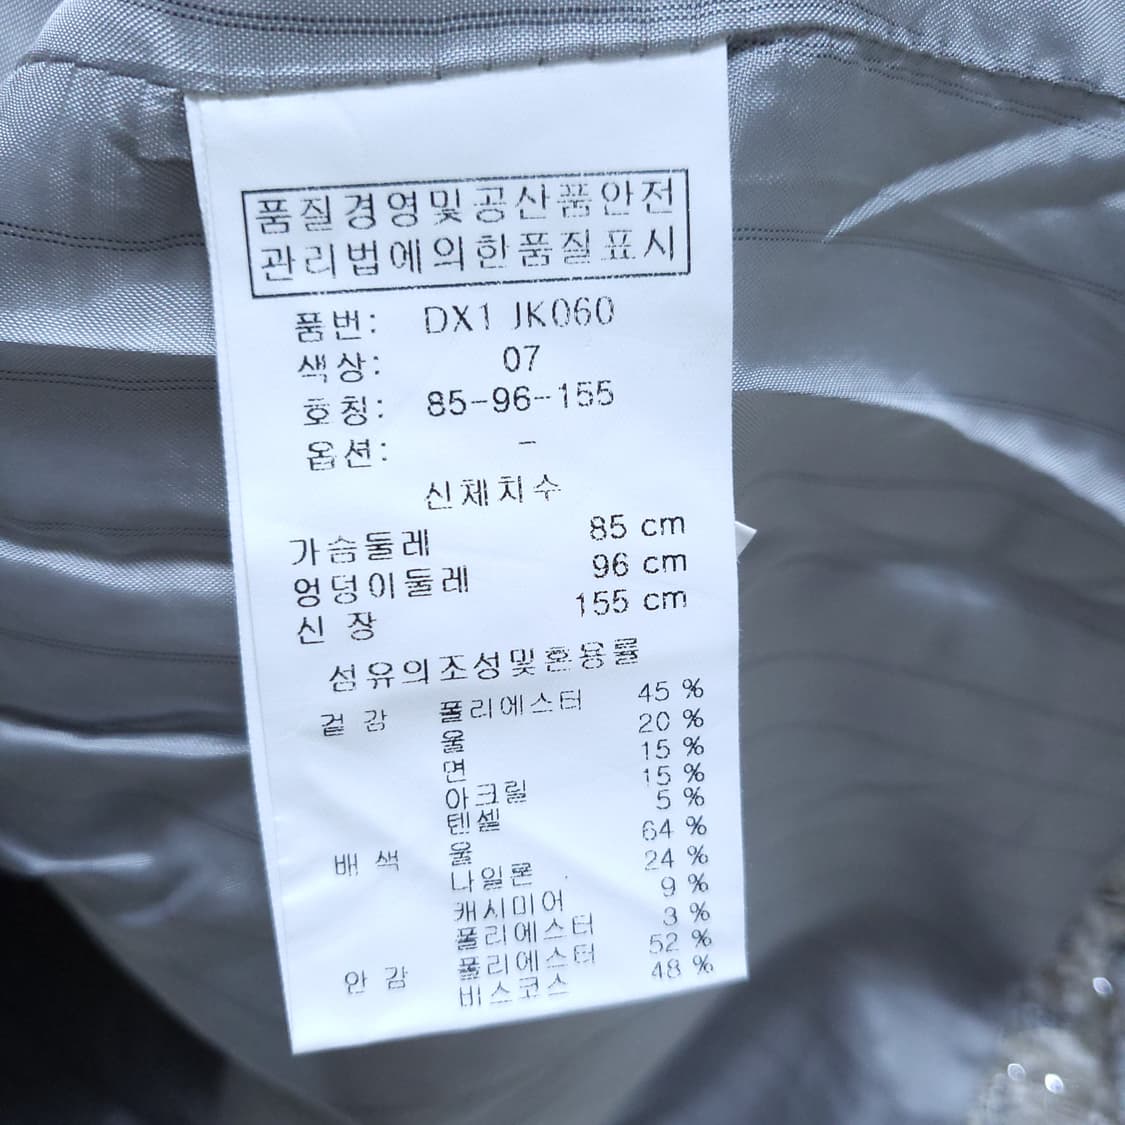 품질경영및공산품안전
관리법에의한품질표시
품번: DX1 JK060
색상: 07
호칭: 85-96-155
옵션: -
신체치수
가슴둘레 85 cm
엉덩이둘레 96 cm
신 장 155 cm
섬유의조성및혼용률
겉 감 폴리에스터 45 %
울 20 %
면 15 %
아크릴 15 %
텐셀 5 %
배 색 울 64 %
나일론 24 %
캐시미어 9 %
폴리에스터 3 %
안 감 폴리에스터 52 %
비스코스 48 %